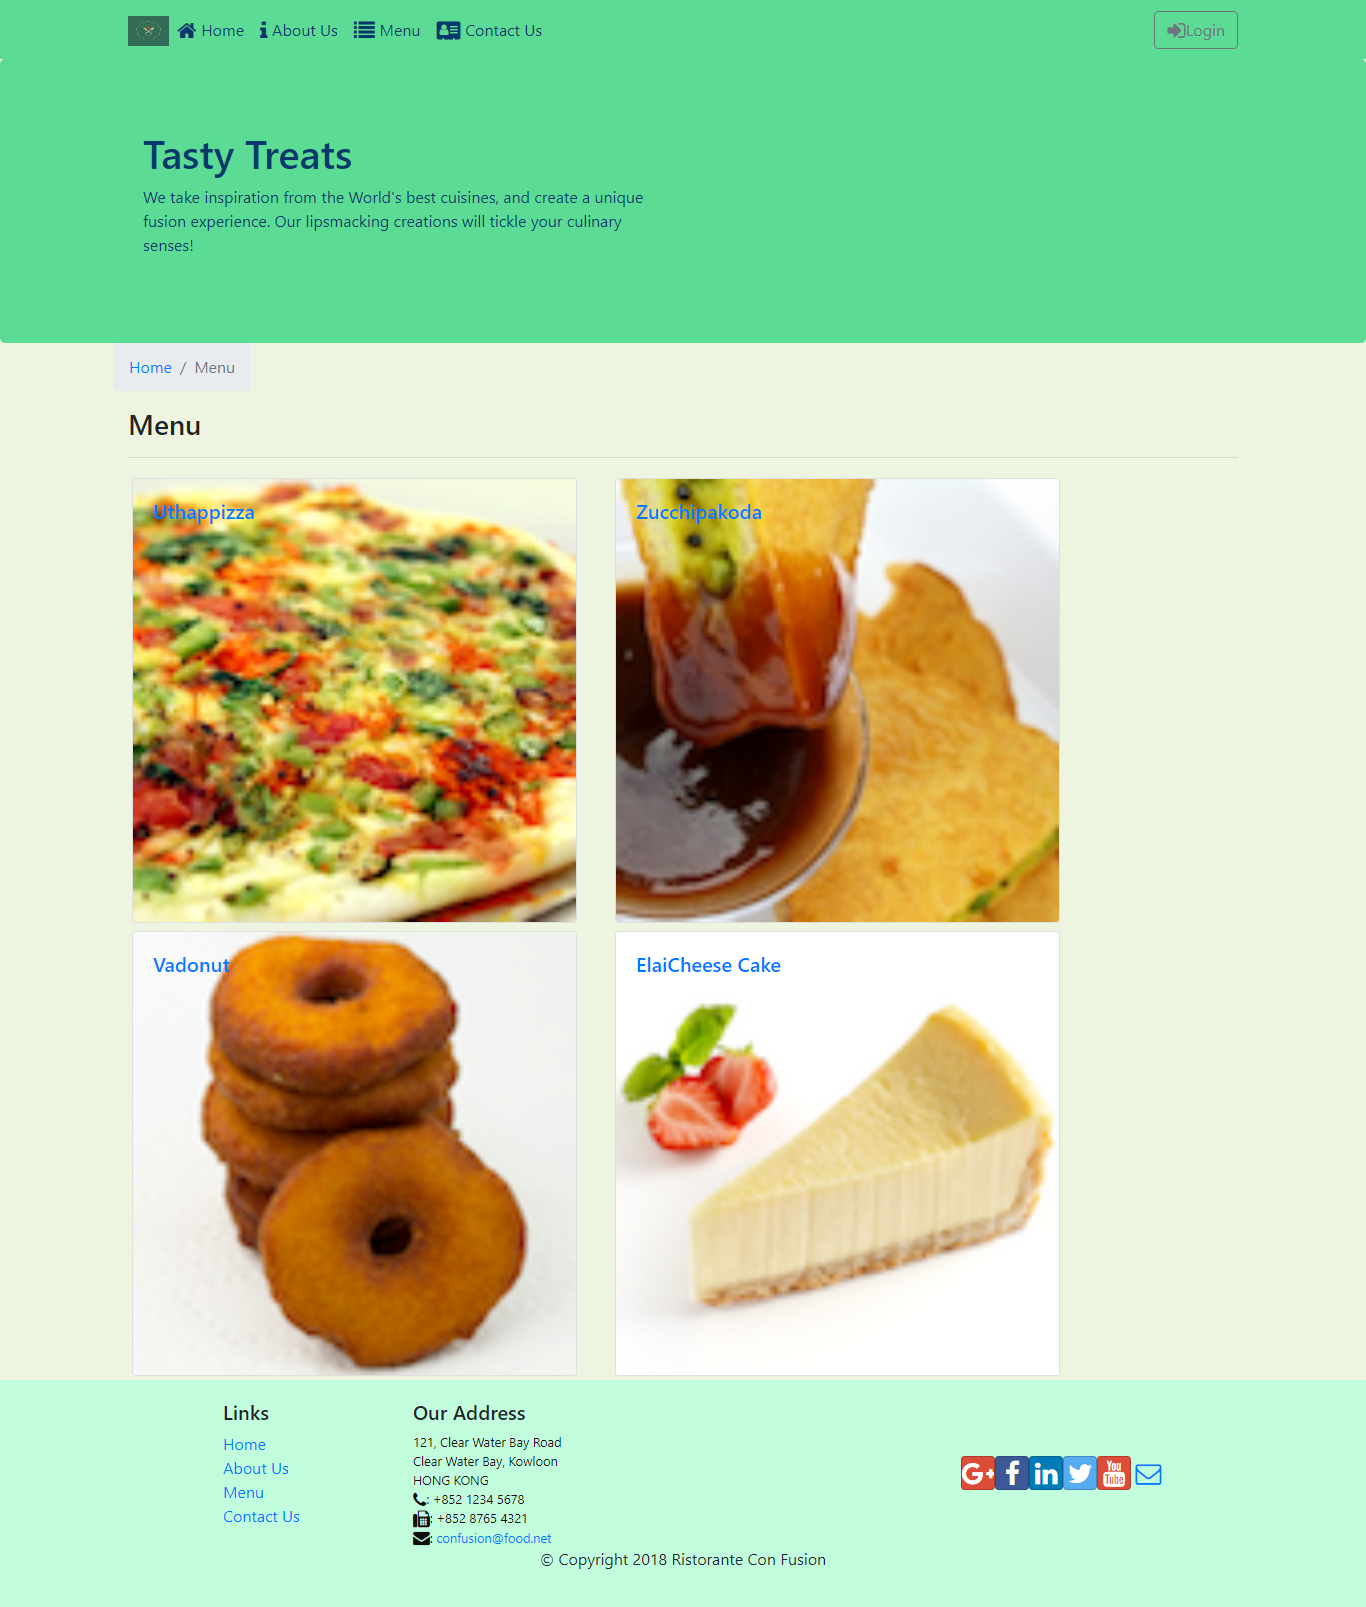 Home About Us Menu Contact Us Login
Tasty Treats
We take inspiration from the World's best cuisines, and create a unique
fusion experience. Our lipsmacking creations will tickle your culinary
senses!
Home / Menu
Menu
Uthappizza
Zucchipakoda
Vadonut
ElaiCheese Cake
Links
Home
About Us
Menu
Contact Us
Our Address
121, Clear Water Bay Road
Clear Water Bay, Kowloon
HONG KONG
: +852 1234 5678
: +852 8765 4321
: confusion@food.net
G+ f in You Tube
© Copyright 2018 Ristorante Con Fusion